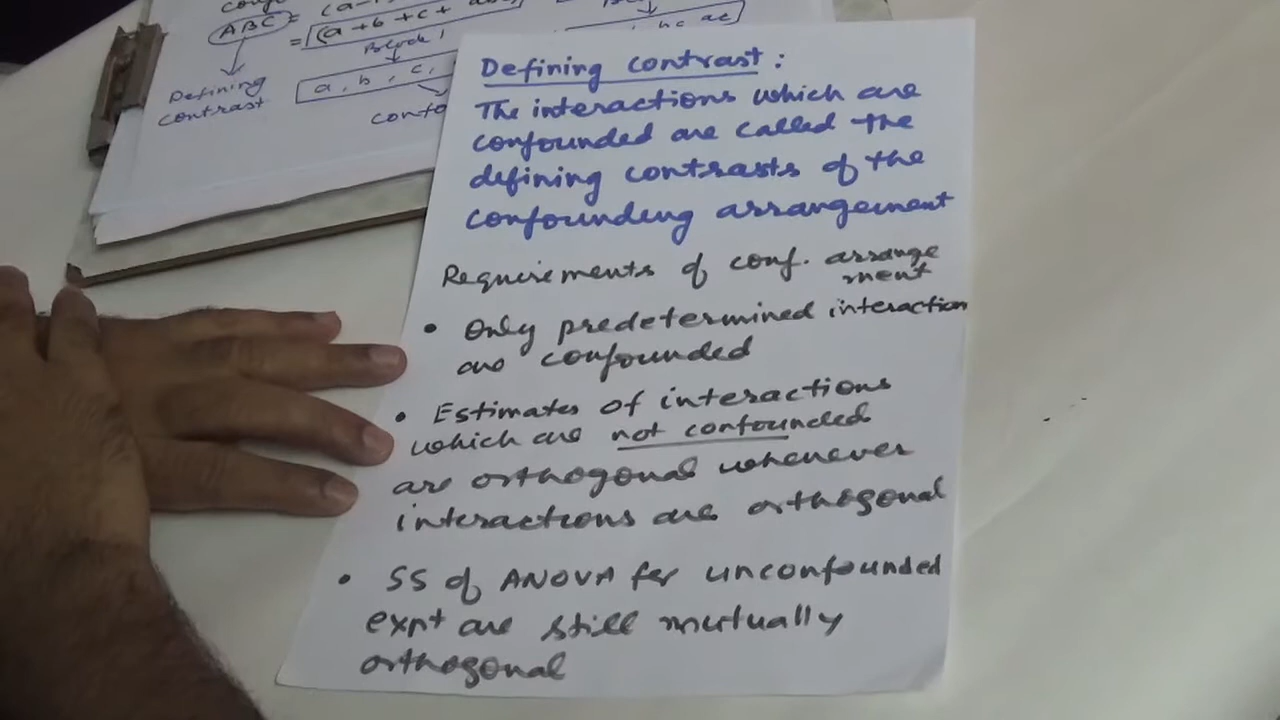 ABC =
= (a+b+c+
Block 1
a, b, c,
Defining
contrast
Defining contrast :
The interactions which are
confounded are called the
defining contrasts of the
confounding arrangement
Requirements of conf. arrange
ment
• Only predetermined interaction
are confounded
• Estimates of interactions
which are not confounded
are orthogonal whenever
interactions are orthogonal
• SS of ANOVA for unconfounded
expt are still mutually
orthogonal